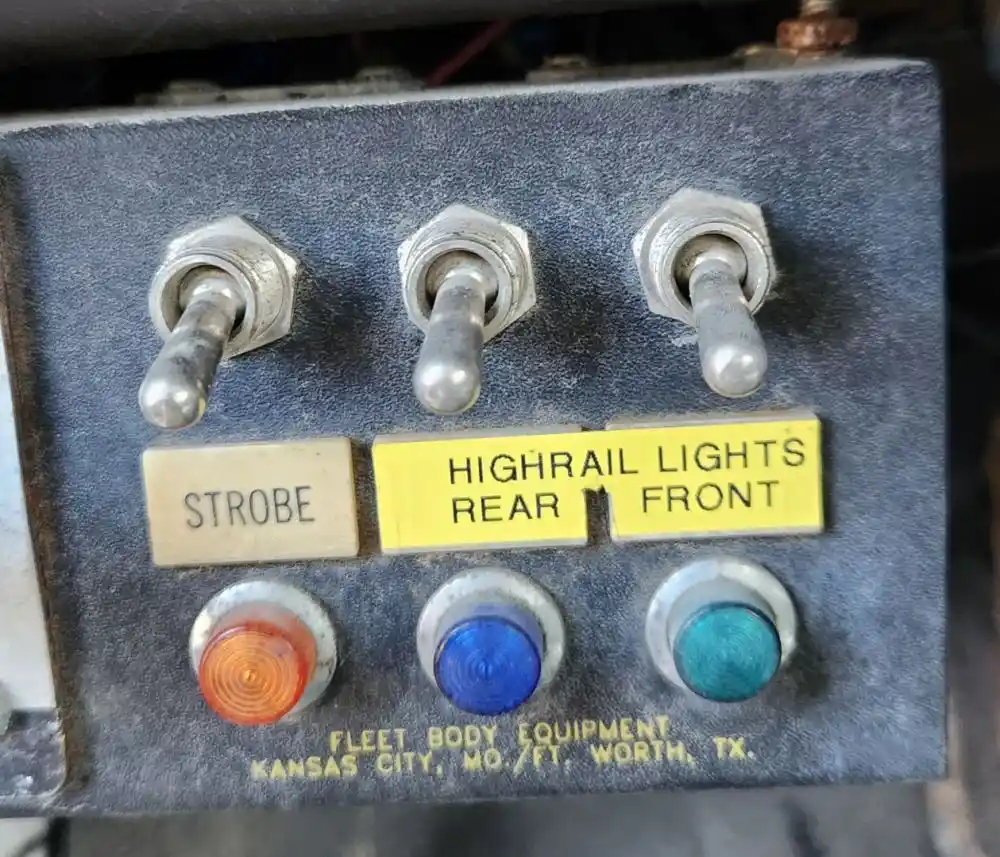 STROBE
HIGHRAIL LIGHTS
REAR FRONT
FLEET BODY EQUIPMENT
KANSAS CITY, MO./FT. WORTH, TX.